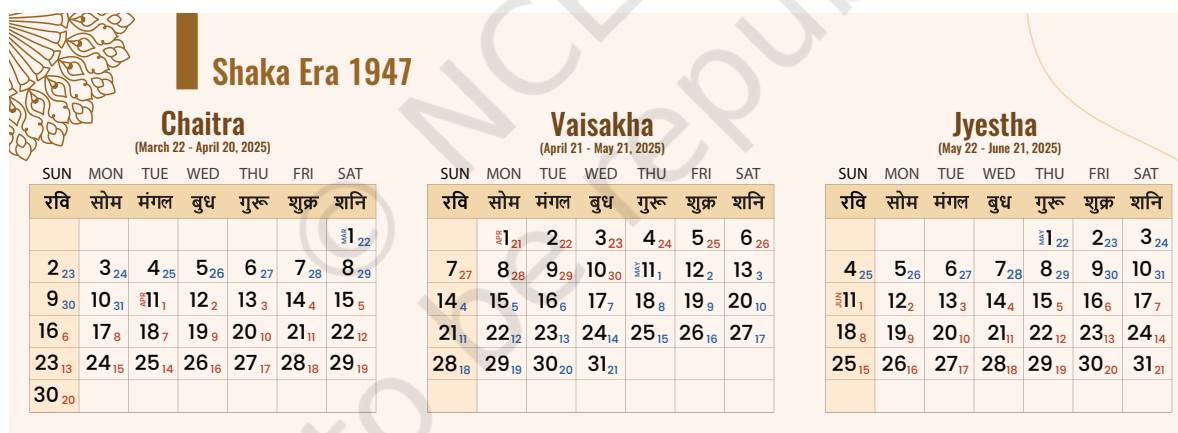 Shaka Era 1947
Chaitra
(March 22 - April 20, 2025)
SUN MON TUE WED THU FRI SAT
रवि सोम मंगल बुध गुरू शुक्र शनि
MAR 1 22
2 23 3 24 4 25 5 26 6 27 7 28 8 29
9 30 10 31 APR 11 1 12 2 13 3 14 4 15 5
16 6 17 8 18 7 19 9 20 10 21 11 22 12
23 13 24 15 25 14 26 16 27 17 28 18 29 19
30 20
Vaisakha
(April 21 - May 21, 2025)
SUN MON TUE WED THU FRI SAT
रवि सोम मंगल बुध गुरू शुक्र शनि
APR 1 21 2 22 3 23 4 24 5 25 6 26
7 27 8 28 9 29 10 30 MAY 11 1 12 2 13 3
14 4 15 5 16 6 17 7 18 8 19 9 20 10
21 11 22 12 23 13 24 14 25 15 26 16 27 17
28 18 29 19 30 20 31 21
Jyestha
(May 22 - June 21, 2025)
SUN MON TUE WED THU FRI SAT
रवि सोम मंगल बुध गुरू शुक्र शनि
MAY 1 22 2 23 3 24
4 25 5 26 6 27 7 28 8 29 9 30 10 31
JUN 11 1 12 2 13 3 14 4 15 5 16 6 17 7
18 8 19 9 20 10 21 11 22 12 23 13 24 14
25 15 26 16 27 17 28 18 29 19 30 20 31 21
© NCE
to be repu